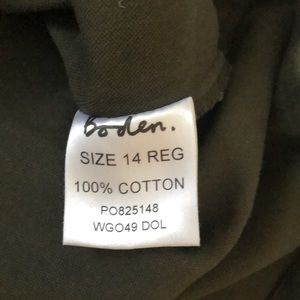 Boden.
SIZE 14 REG
100% COTTON
PO825148
WGO49 DOL